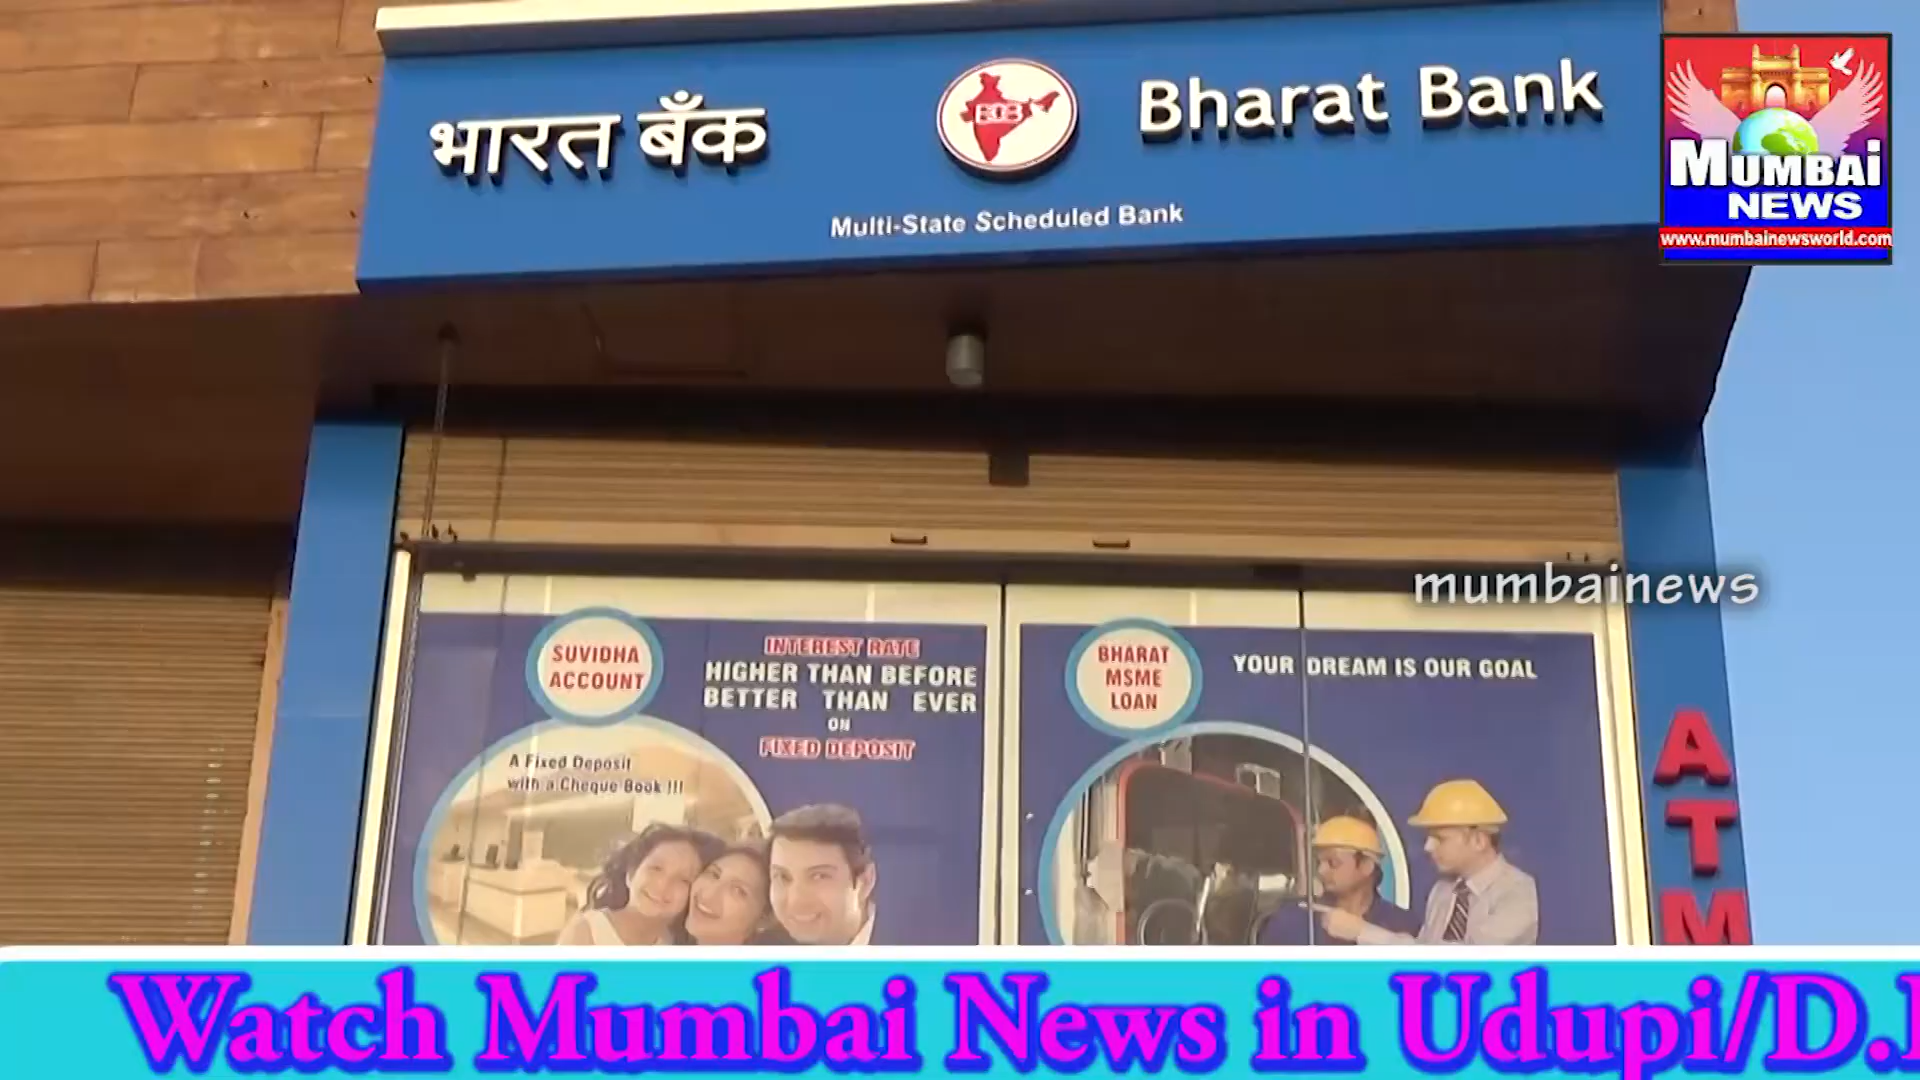 भारत बँक
BCB
Bharat Bank
Multi-State Scheduled Bank
MUMBAI
NEWS
www.mumbainewsworld.com
mumbainews
SUVIDHA
ACCOUNT
INTEREST RATE
HIGHER THAN BEFORE
BETTER THAN EVER
ON
FIXED DEPOSIT
A Fixed Deposit
with a Cheque Book !!!
BHARAT
MSME
LOAN
YOUR DREAM IS OUR GOAL
ATM
Watch Mumbai News in Udupi/D.